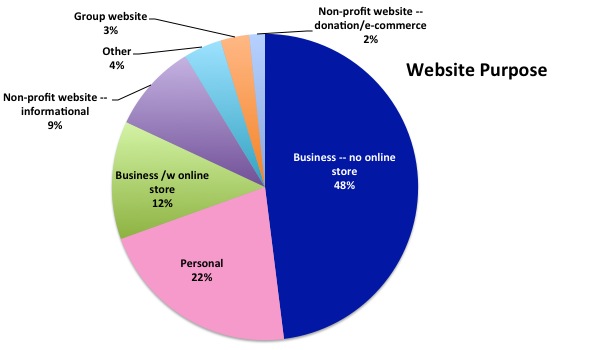 Website Purpose
Group website
3%
Non-profit website --
donation/e-commerce
2%
Other
4%
Non-profit website --
informational
9%
Business /w online
store
12%
Personal
22%
Business -- no online
store
48%